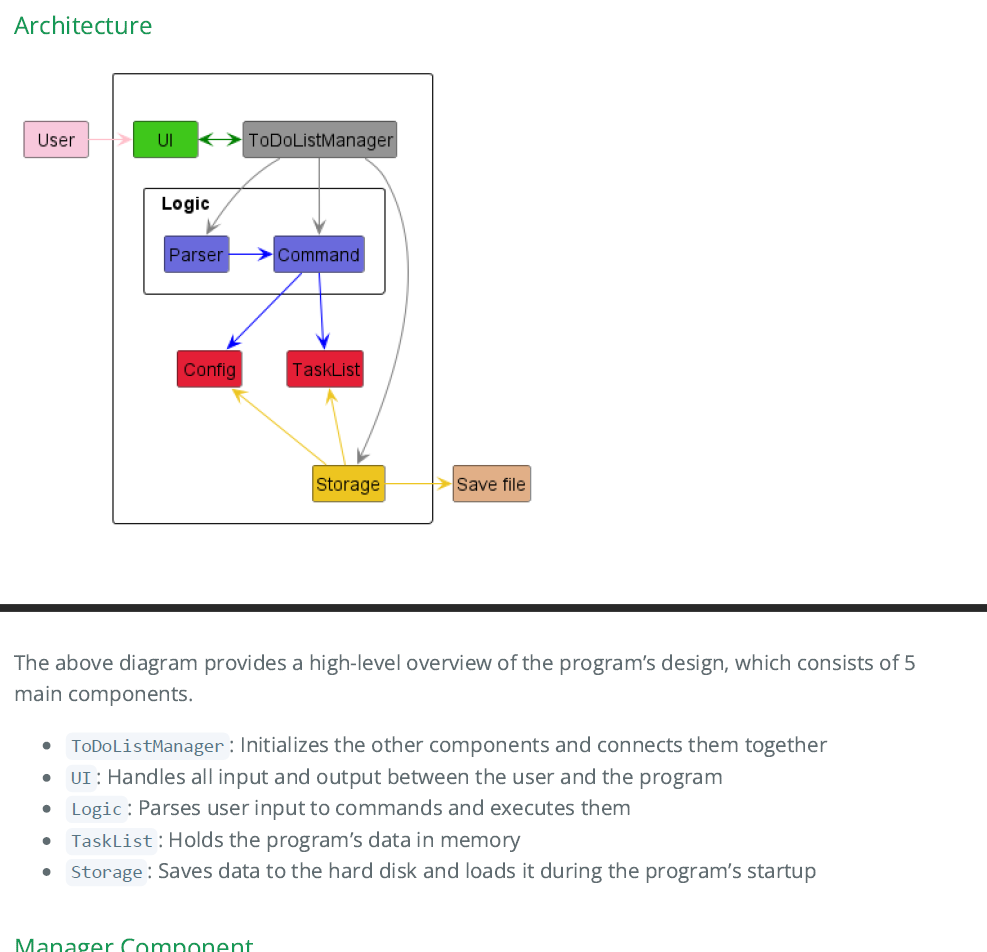 Architecture
User
UI
ToDoListManager
Logic
Parser
Command
Config
TaskList
Storage
Save file
The above diagram provides a high-level overview of the program’s design, which consists of 5
main components.
ToDoListManager: Initializes the other components and connects them together
UI: Handles all input and output between the user and the program
Logic: Parses user input to commands and executes them
TaskList: Holds the program’s data in memory
Storage: Saves data to the hard disk and loads it during the program’s startup
Manager Component